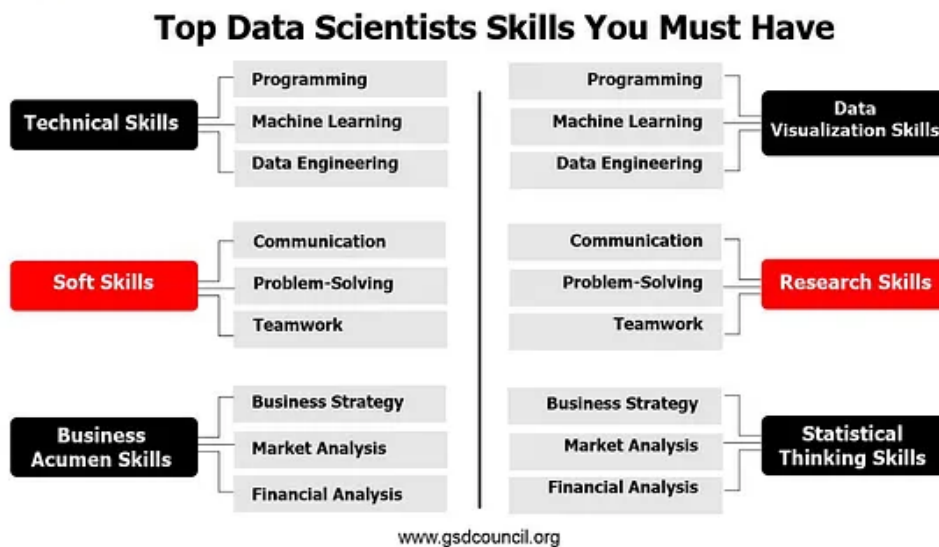 Top Data Scientists Skills You Must Have
Technical Skills
Programming
Machine Learning
Data Engineering
Soft Skills
Communication
Problem-Solving
Teamwork
Business
Acumen Skills
Business Strategy
Market Analysis
Financial Analysis
Programming
Machine Learning
Data Engineering
Data
Visualization Skills
Communication
Problem-Solving
Teamwork
Research Skills
Business Strategy
Market Analysis
Financial Analysis
Statistical
Thinking Skills
www.gsdcouncil.org